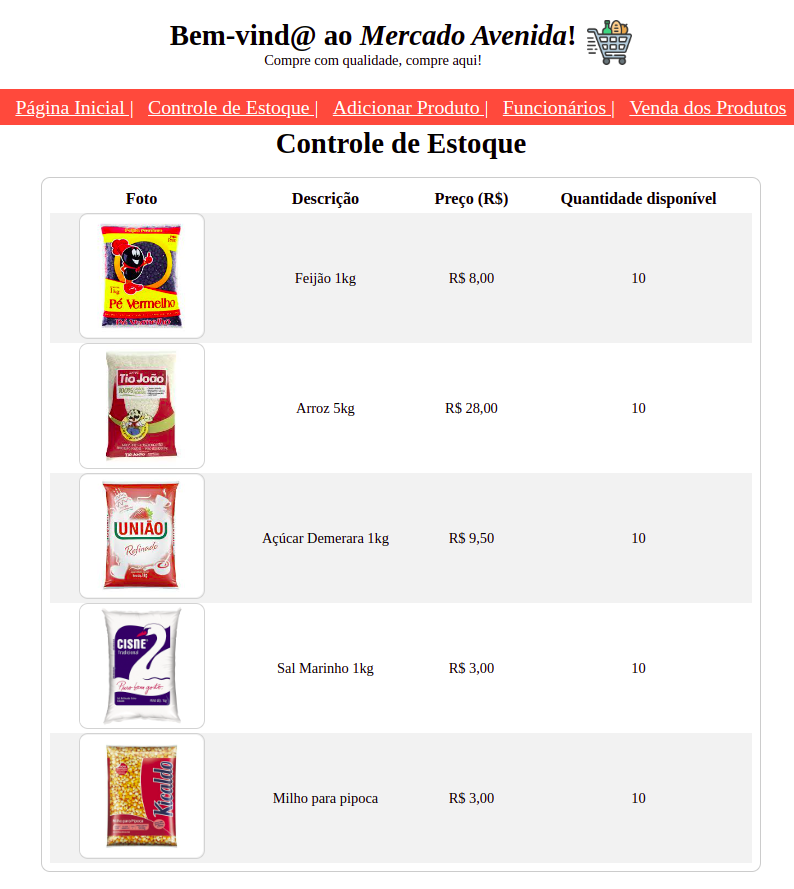 Bem-vind@ ao Mercado Avenida!
Compre com qualidade, compre aqui!
Página Inicial | Controle de Estoque | Adicionar Produto | Funcionários | Venda dos Produtos
Controle de Estoque
Foto Descrição Preço (R$) Quantidade disponível
Pé Vermelho
1kg
Feijão 1kg R$ 8,00 10
Tio João
100%
Arroz 5kg R$ 28,00 10
UNIÃO
Refinado
Açúcar Demerara 1kg R$ 9,50 10
CISNE
tradicional
Sal Marinho 1kg R$ 3,00 10
Kicaldo
Milho para pipoca R$ 3,00 10